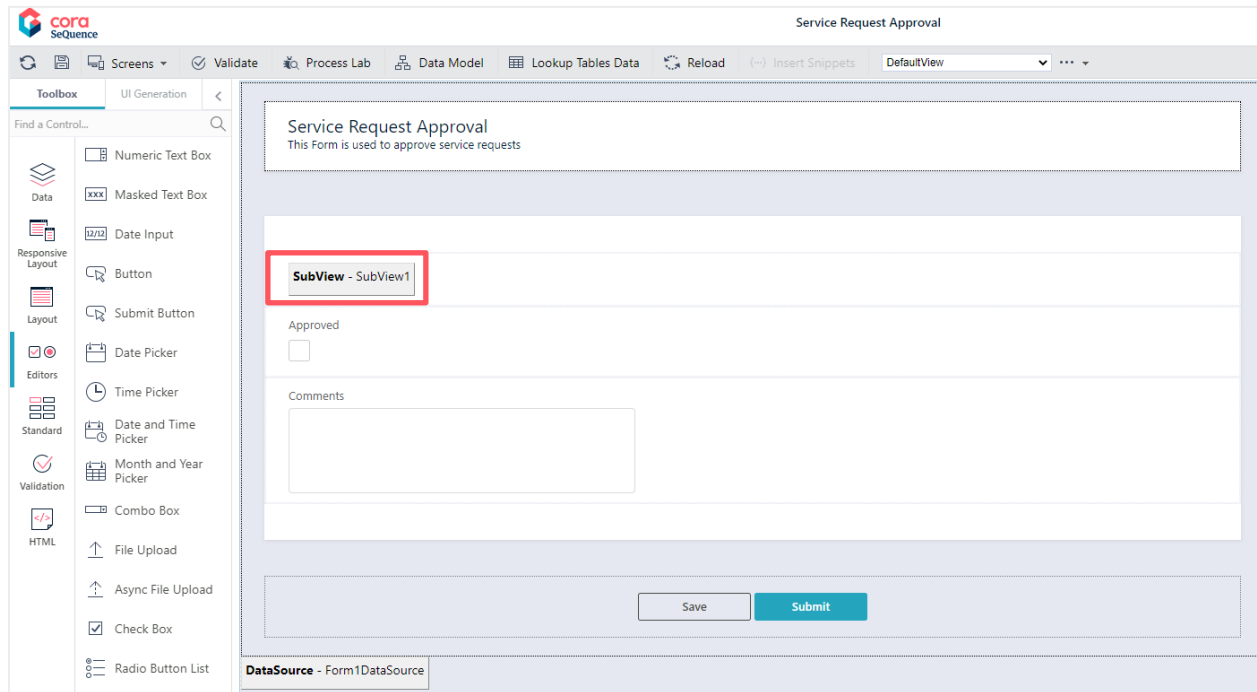 cora
SeQuence
Service Request Approval
Screens
Validate
Process Lab
Data Model
Lookup Tables Data
Reload
Insert Snippets
DefaultView
Toolbox
UI Generation
Find a Control...
Data
Responsive
Layout
Layout
Editors
Standard
Validation
HTML
Numeric Text Box
xxx Masked Text Box
12/12 Date Input
Button
Submit Button
Date Picker
Time Picker
Date and Time
Picker
Month and Year
Picker
Combo Box
File Upload
Async File Upload
Check Box
Radio Button List
Service Request Approval
This Form is used to approve service requests
SubView - SubView1
Approved
Comments
Save
Submit
DataSource - Form1DataSource